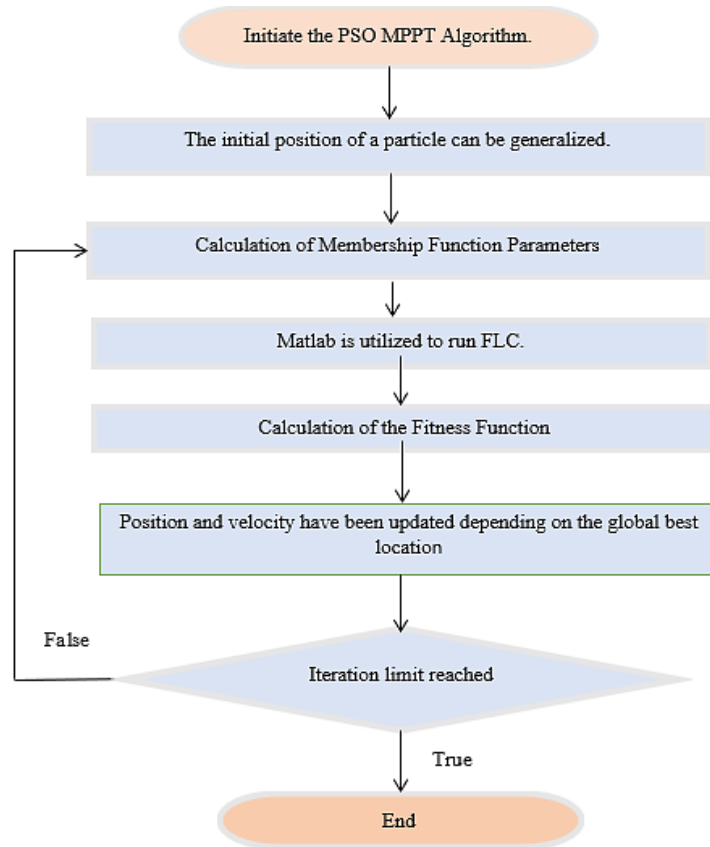 Initiate the PSO MPPT Algorithm.
The initial position of a particle can be generalized.
Calculation of Membership Function Parameters
Matlab is utilized to run FLC.
Calculation of the Fitness Function
Position and velocity have been updated depending on the global best
location
False
Iteration limit reached
True
End